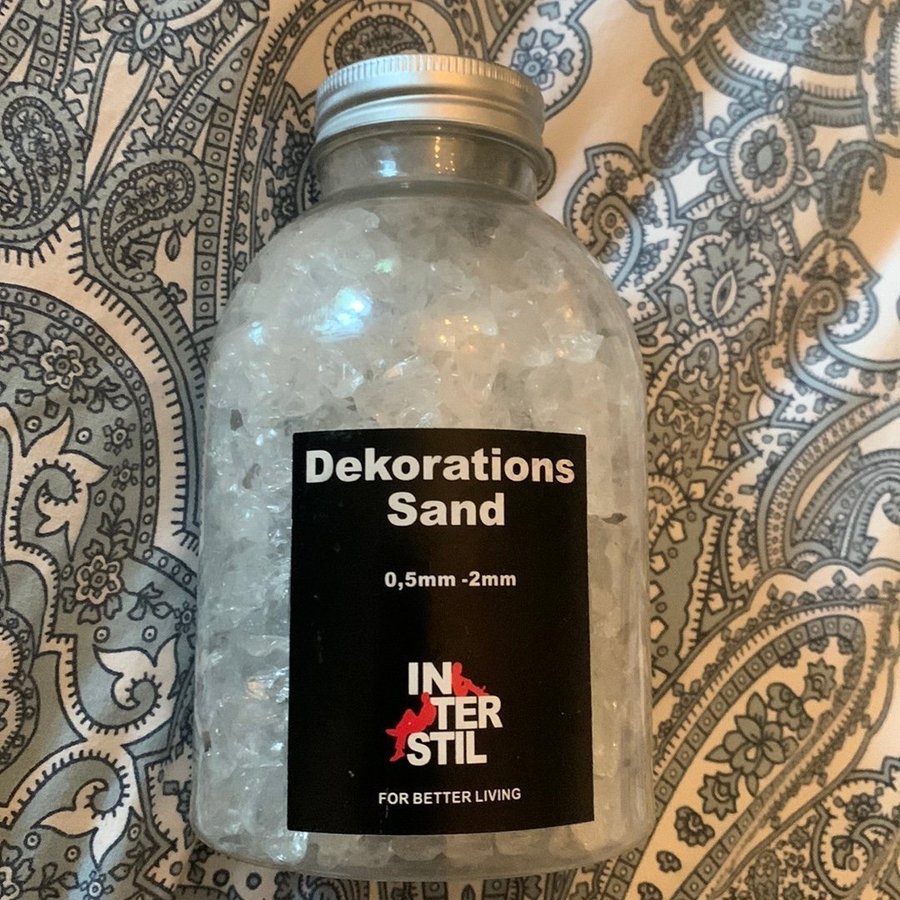 Dekorations
Sand
0,5mm -2mm
IN
TER
STIL
FOR BETTER LIVING